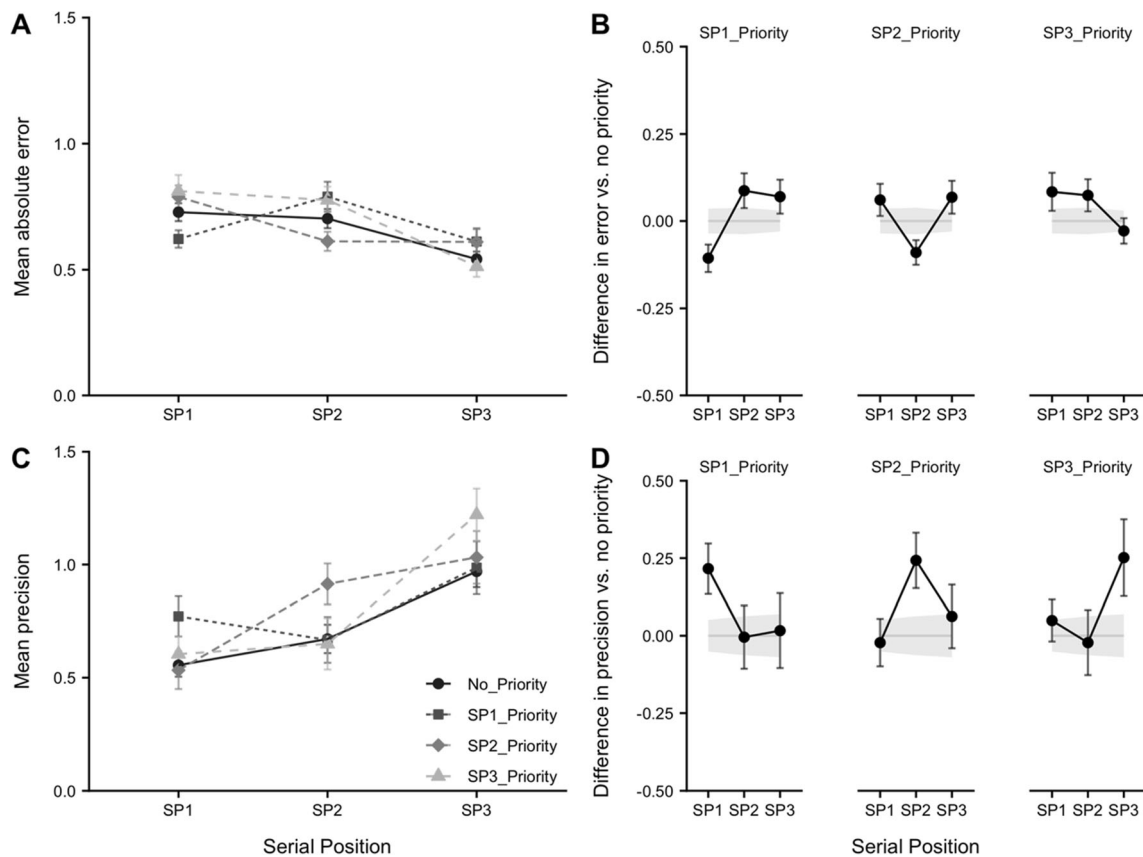 A
Mean absolute error
1.5
1.0
0.5
0.0
SP1 SP2 SP3
B
Difference in error vs. no priority
SP1_Priority SP2_Priority SP3_Priority
0.50
0.25
0.00
-0.25
-0.50
SP1 SP2 SP3 SP1 SP2 SP3 SP1 SP2 SP3
C
Mean precision
1.5
1.0
0.5
0.0
No_Priority
SP1_Priority
SP2_Priority
SP3_Priority
SP1 SP2 SP3
Serial Position
D
Difference in precision vs. no priority
SP1_Priority SP2_Priority SP3_Priority
0.50
0.25
0.00
-0.25
-0.50
SP1 SP2 SP3 SP1 SP2 SP3 SP1 SP2 SP3
Serial Position